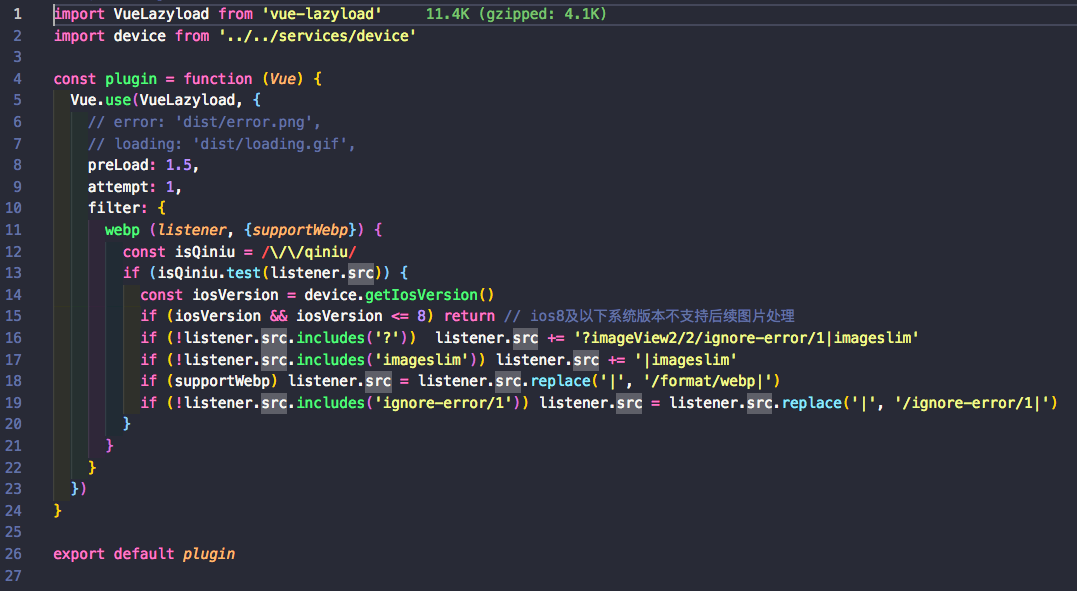 1 import VueLazyload from 'vue-lazyload' 11.4K (gzipped: 4.1K)
2 import device from '../../services/device'
3
4 const plugin = function (Vue) {
5 Vue.use(VueLazyload, {
6 // error: 'dist/error.png',
7 // loading: 'dist/loading.gif',
8 preLoad: 1.5,
9 attempt: 1,
10 filter: {
11 webp (listener, {supportWebp}) {
12 const isQiniu = /\/\/qiniu/
13 if (isQiniu.test(listener.src)) {
14 const iosVersion = device.getIosVersion()
15 if (iosVersion && iosVersion <= 8) return // ios8及以下系统版本不支持后续图片处理
16 if (!listener.src.includes('?')) listener.src += '?imageView2/2/ignore-error/1|imageslim'
17 if (!listener.src.includes('imageslim')) listener.src += '|imageslim'
18 if (supportWebp) listener.src = listener.src.replace('|', '/format/webp|')
19 if (!listener.src.includes('ignore-error/1')) listener.src = listener.src.replace('|', '/ignore-error/1|')
20 }
21 }
22 }
23 })
24 }
25
26 export default plugin
27